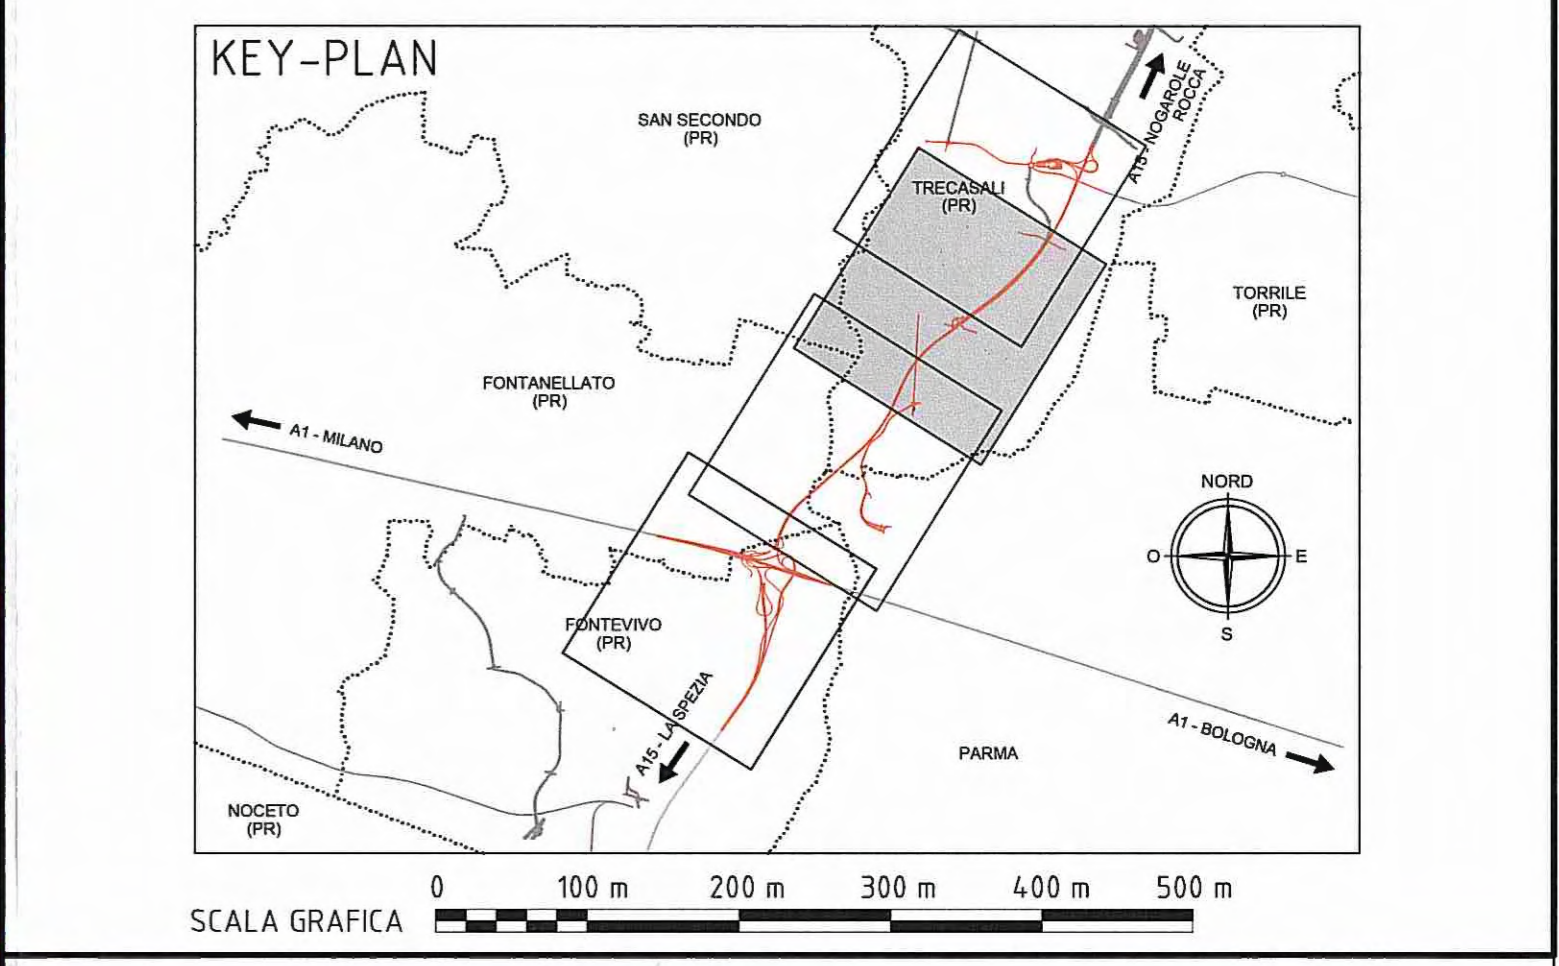 KEY-PLAN
SAN SECONDO
(PR)
A15 - NOGAROLE
ROCCA
TRECASALI
(PR)
TORRILE
(PR)
FONTANELLATO
(PR)
A1 - MILANO
NORD
O
E
S
FONTEVIVO
(PR)
A15 - LA SPEZIA
A1 - BOLOGNA
PARMA
NOCETO
(PR)
0 100 m 200 m 300 m 400 m 500 m
SCALA GRAFICA